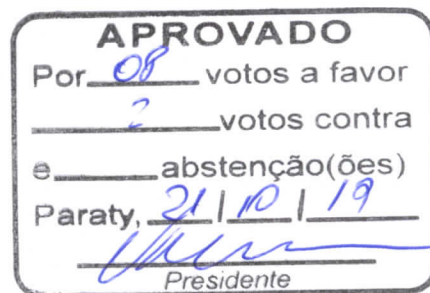 APROVADO
Por 08 votos a favor
2 votos contra
e abstenção(ões)
Paraty, 21 | 10 | 19
Presidente